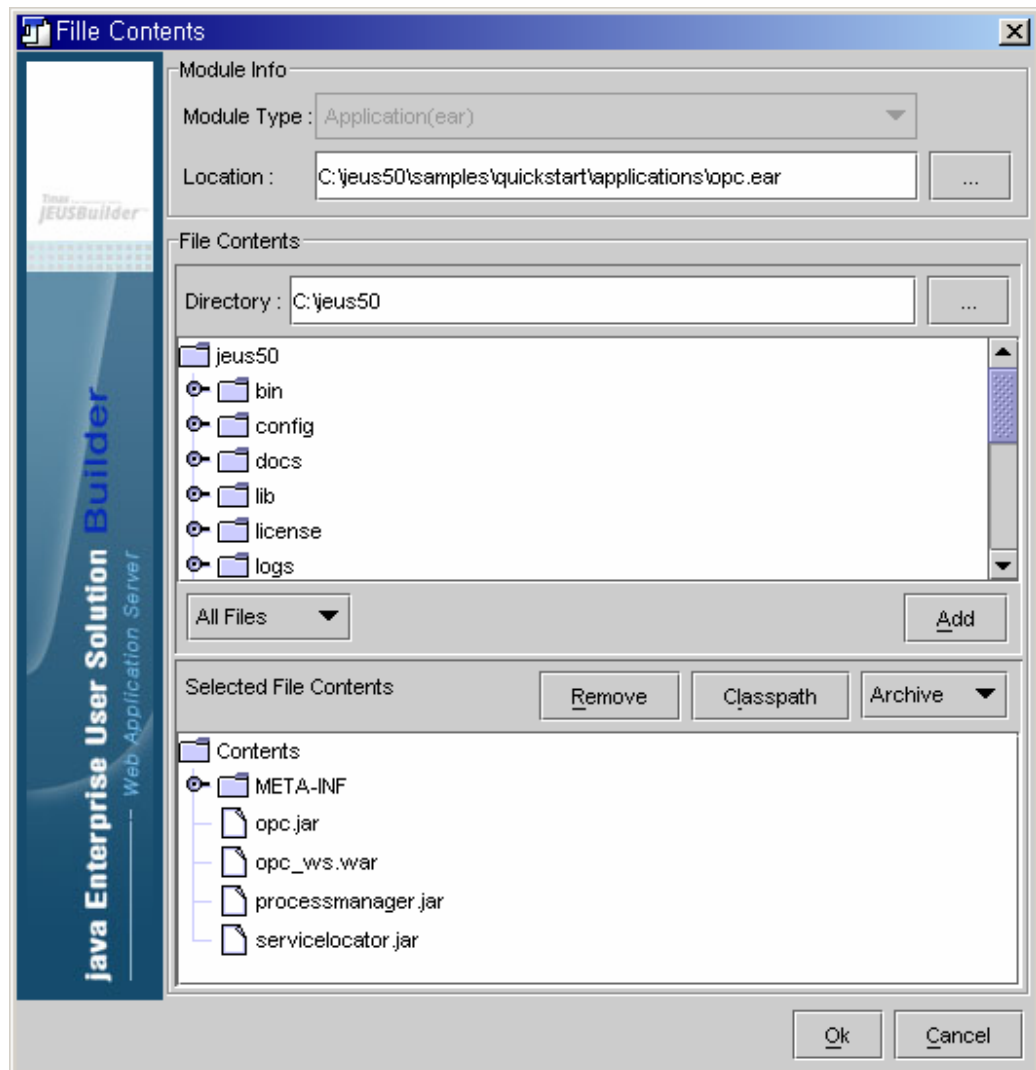 Fille Contents
Tmax
jEUSBuilder
java Enterprise User Solution Builder
Web Application Server
Module Info
Module Type : Application(ear)
Location : C:\jeus50\samples\quickstart\applications\opc.ear ...
File Contents
Directory : C:\jeus50 ...
jeus50
bin
config
docs
lib
license
logs
All Files Add
Selected File Contents Remove Classpath Archive
Contents
META-INF
opc.jar
opc_ws.war
processmanager.jar
servicelocator.jar
Ok Cancel